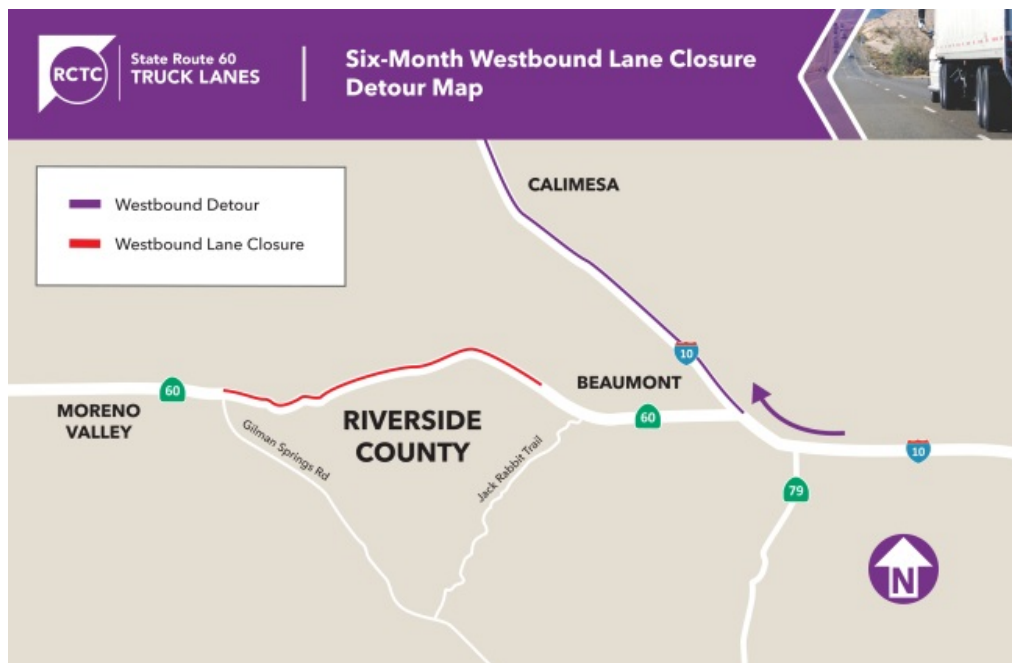 RCTC
State Route 60
TRUCK LANES
Six-Month Westbound Lane Closure
Detour Map
Westbound Detour
Westbound Lane Closure
CALIMESA
10
BEAUMONT
60
MORENO
VALLEY
RIVERSIDE
COUNTY
60
Gilman Springs Rd
Jack Rabbit Trail
10
79
N